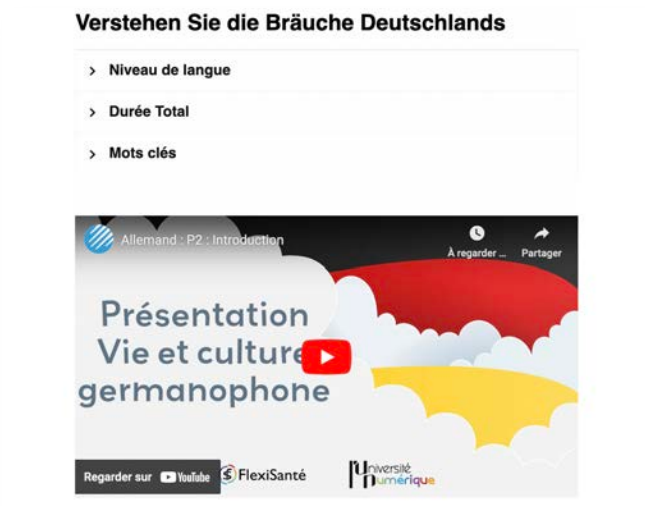 Verstehen Sie die Bräuche Deutschlands
Niveau de langue
Durée Total
Mots clés
Allemand : P2 : Introduction
À regarder ...
Partager
Présentation
Vie et culture
germanophone
Regarder sur YouTube
FlexiSanté
l'Université
Numérique